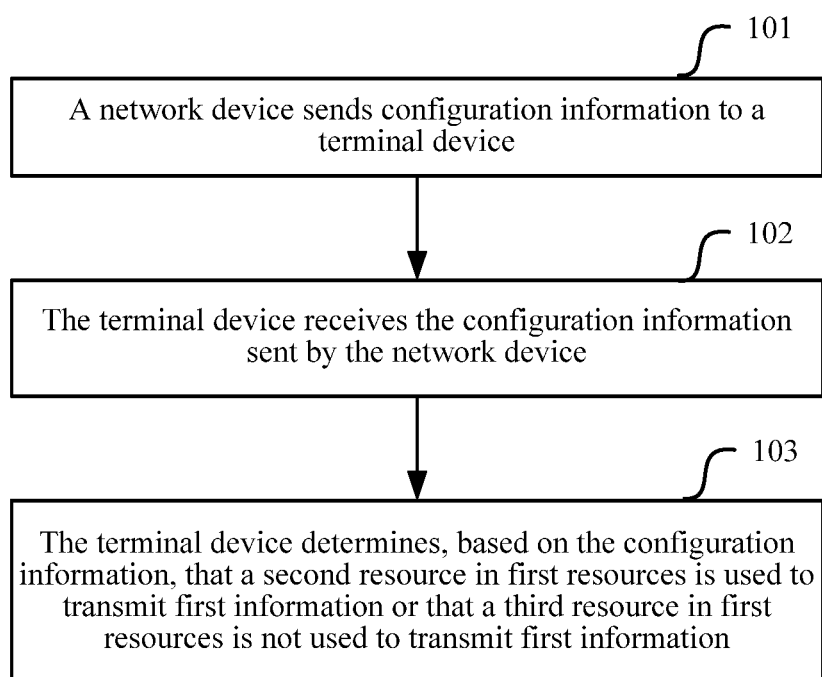 101
A network device sends configuration information to a
terminal device
102
The terminal device receives the configuration information
sent by the network device
103
The terminal device determines, based on the configuration
information, that a second resource in first resources is used to
transmit first information or that a third resource in first
resources is not used to transmit first information